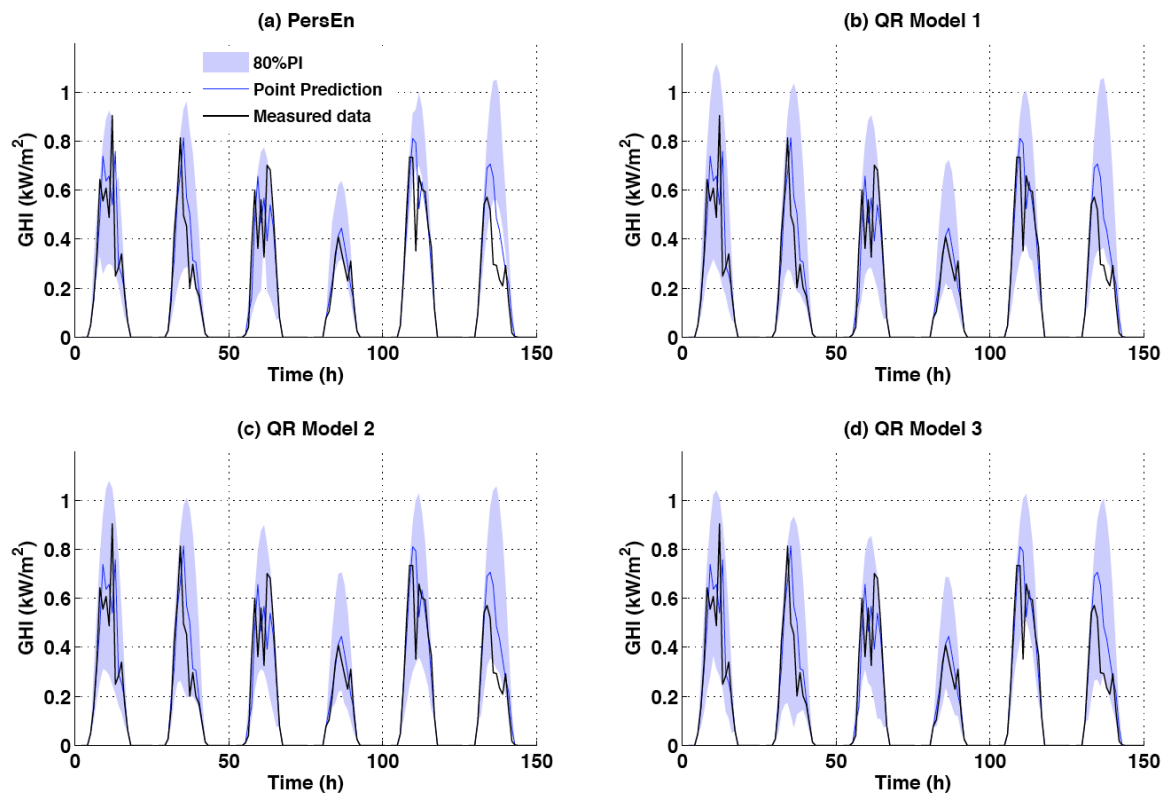 (a) PersEn
80%PI
Point Prediction
Measured data
GHI (kW/m²)
1
0.8
0.6
0.4
0.2
0
0 50 100 150
Time (h)
(b) QR Model 1
GHI (kW/m²)
1
0.8
0.6
0.4
0.2
0
0 50 100 150
Time (h)
(c) QR Model 2
GHI (kW/m²)
1
0.8
0.6
0.4
0.2
0
0 50 100 150
Time (h)
(d) QR Model 3
GHI (kW/m²)
1
0.8
0.6
0.4
0.2
0
0 50 100 150
Time (h)